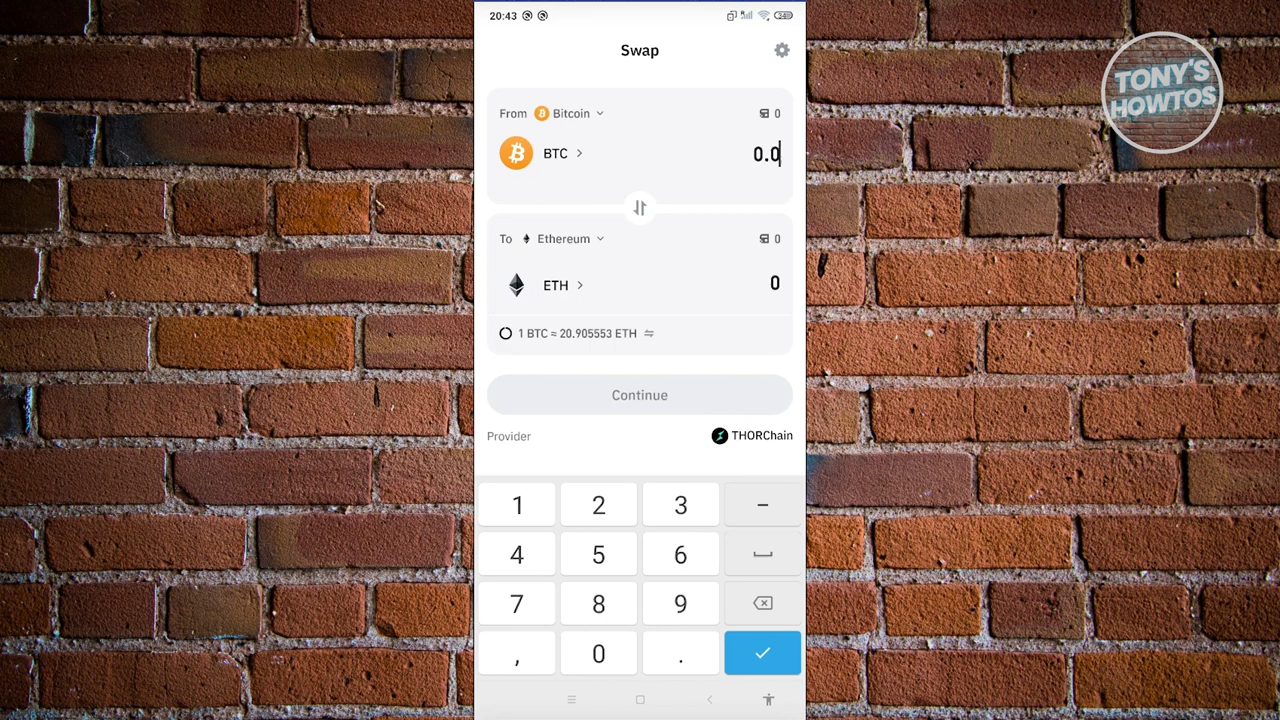 20:43
Swap
From Bitcoin 0
BTC 0.0
To Ethereum 0
ETH 0
1 BTC ≈ 20.905553 ETH
Continue
Provider THORChain
1 2 3 -
4 5 6
7 8 9
, 0 .
TONY'S
HOWTOS